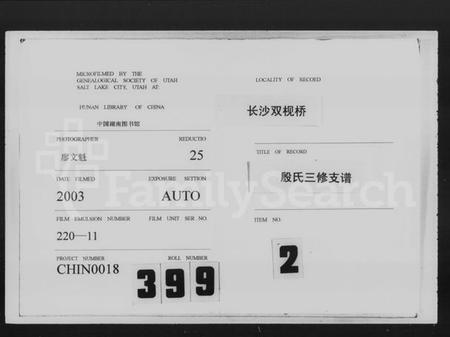 MICROFILMED BY THE
GENEALOGICAL SOCIETY OF UTAH
SALT LAKE CITY, UTAH AT:
HUNAN LIBRARY OF CHINA
中国湖南图书馆
PHOTOGRAPHER REDUCTIO
廖文魁 25
DATE FILMED EXPOSURE SETTION
2003 AUTO
FILM EMULSION NUMBER FILM UNIT SER NO.
220—11
PROJECT NUMBER ROLL NUMBER
CHIN0018 399
LOCALITY OF RECOED
长沙双枧桥
TITLE OF RECORD
殷氏三修支谱
ITEM NO.
2
FamilySearch